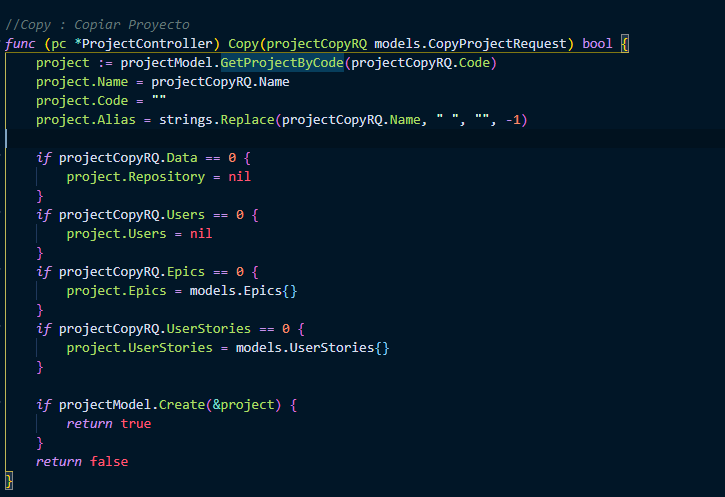 //Copy : Copiar Proyecto
func (pc *ProjectController) Copy(projectCopyRQ models.CopyProjectRequest) bool {
    project := projectModel.GetProjectByCode(projectCopyRQ.Code)
    project.Name = projectCopyRQ.Name
    project.Code = ""
    project.Alias = strings.Replace(projectCopyRQ.Name, " ", "", -1)

    if projectCopyRQ.Data == 0 {
        project.Repository = nil
    }
    if projectCopyRQ.Users == 0 {
        project.Users = nil
    }
    if projectCopyRQ.Epics == 0 {
        project.Epics = models.Epics{}
    }
    if projectCopyRQ.UserStories == 0 {
        project.UserStories = models.UserStories{}
    }

    if projectModel.Create(&project) {
        return true
    }
    return false
}